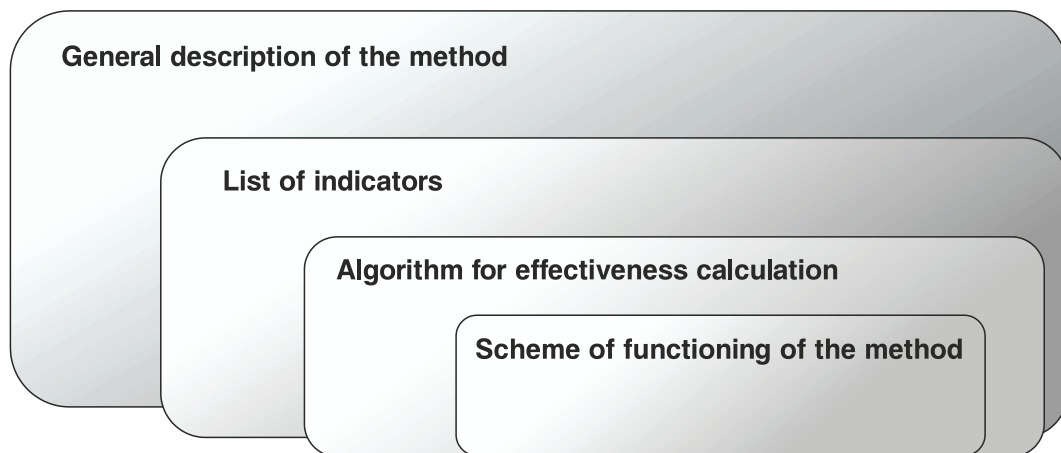 General description of the method
List of indicators
Algorithm for effectiveness calculation
Scheme of functioning of the method